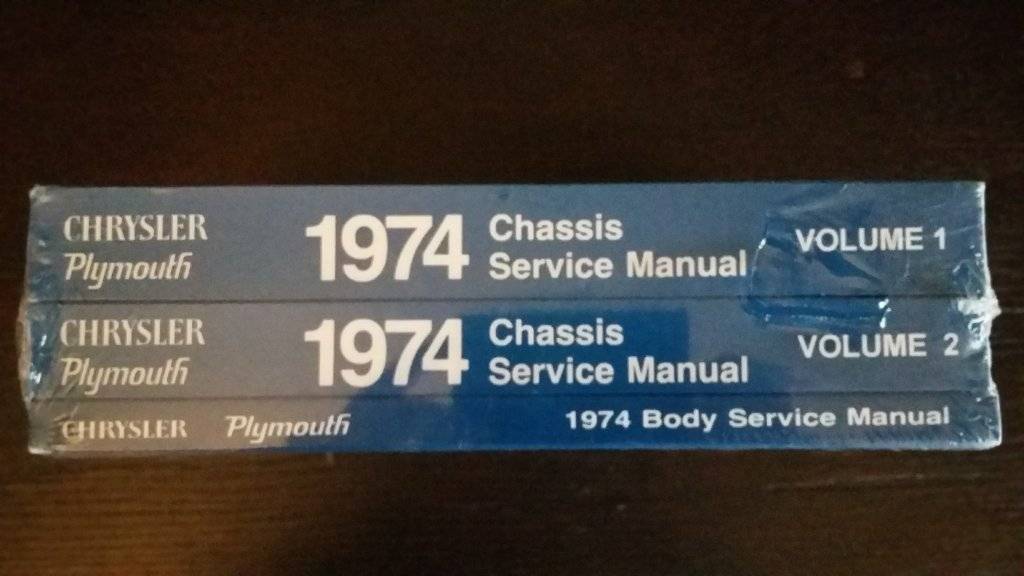 CHRYSLER
Plymouth
1974
Chassis
Service Manual
VOLUME 1
CHRYSLER
Plymouth
1974
Chassis
Service Manual
VOLUME 2
CHRYSLER Plymouth 1974 Body Service Manual